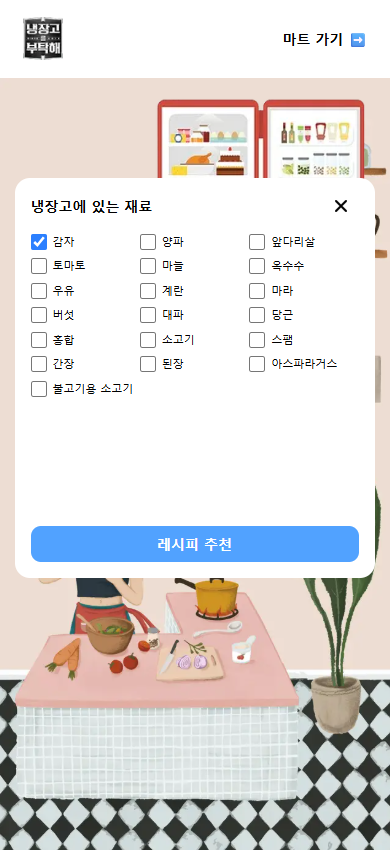 냉장고
부탁해
마트 가기 ➡️
냉장고에 있는 재료
감자 양파 앞다리살
토마토 마늘 옥수수
우유 계란 마라
버섯 대파 당근
홍합 소고기 스팸
간장 된장 아스파라거스
불고기용 소고기
레시피 추천